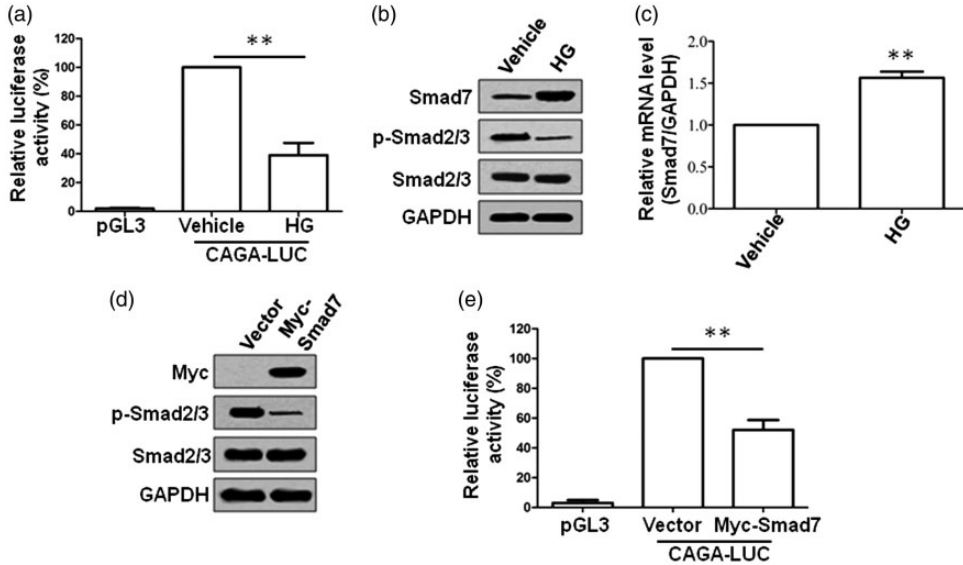 (a)
Relative luciferase
activity (%)
120
100
80
60
40
20
0
**
pGL3
Vehicle
HG
CAGA-LUC
(b)
Vehicle
HG
Smad7
p-Smad2/3
Smad2/3
GAPDH
(c)
Relative mRNA level
(Smad7/GAPDH)
2.0
1.5
1.0
0.5
0.0
**
Vehicle
HG
(d)
Vector
Myc-
Smad7
Myc
p-Smad2/3
Smad2/3
GAPDH
(e)
Relative luciferase
activity (%)
120
100
80
60
40
20
0
**
pGL3
Vector
Myc-Smad7
CAGA-LUC